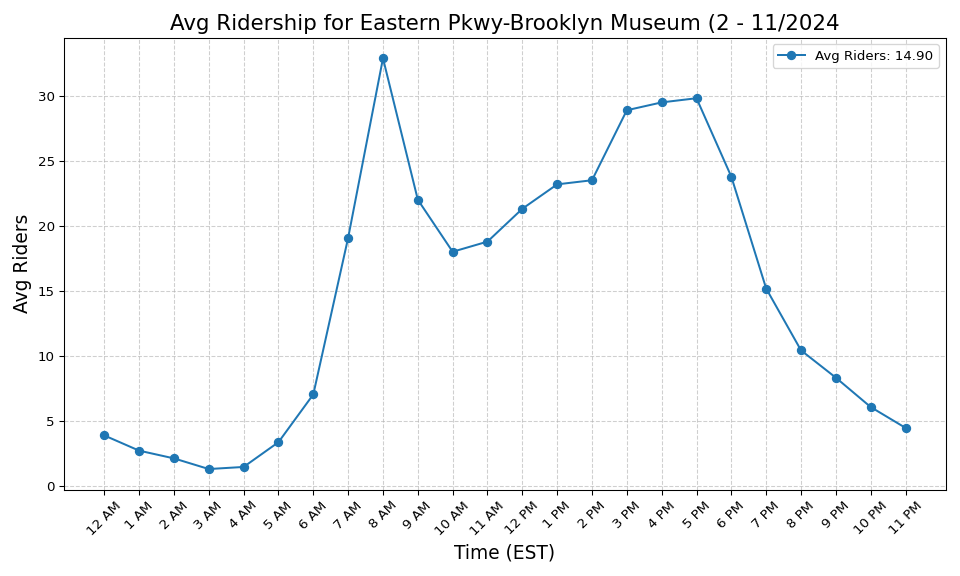 Avg Ridership for Eastern Pkwy-Brooklyn Museum (2 - 11/2024
Avg Riders: 14.90
Avg Riders
30
25
20
15
10
5
0
12 AM
1 AM
2 AM
3 AM
4 AM
5 AM
6 AM
7 AM
8 AM
9 AM
10 AM
11 AM
12 PM
1 PM
2 PM
3 PM
4 PM
5 PM
6 PM
7 PM
8 PM
9 PM
10 PM
11 PM
Time (EST)